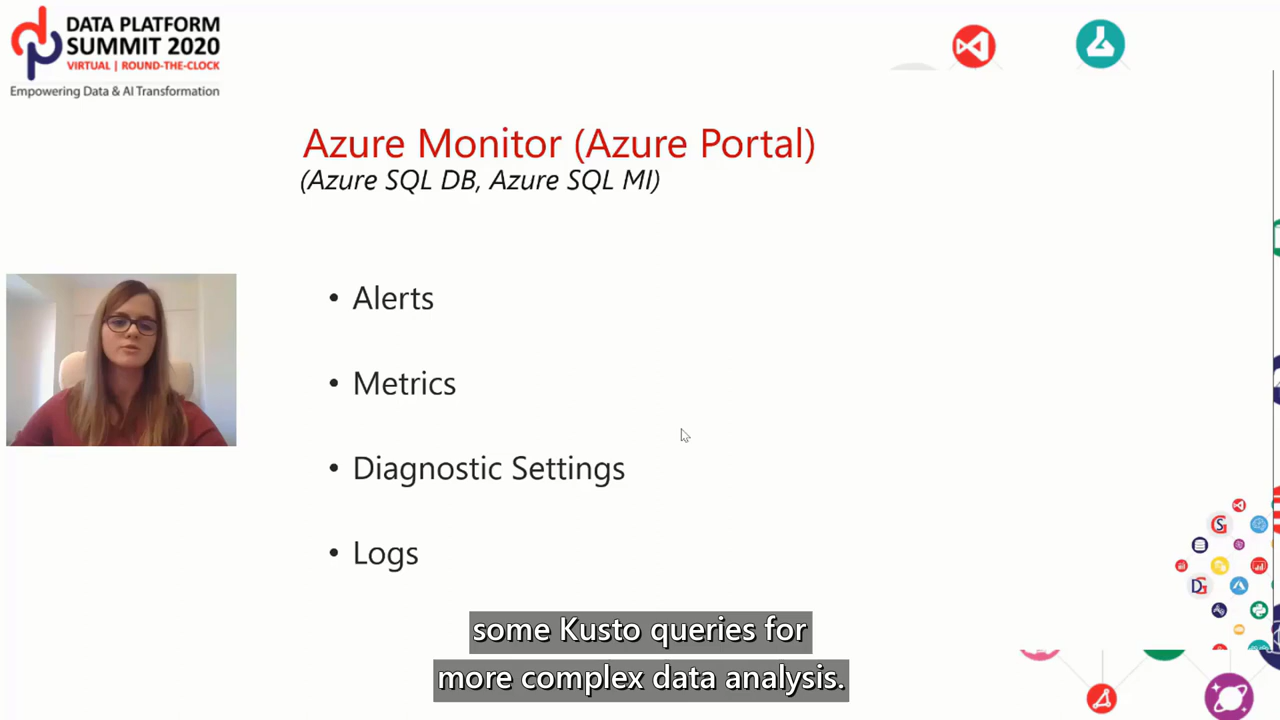 DATA PLATFORM
SUMMIT 2020
VIRTUAL | ROUND-THE-CLOCK
Empowering Data & AI Transformation
Azure Monitor (Azure Portal)
(Azure SQL DB, Azure SQL MI)
• Alerts
• Metrics
• Diagnostic Settings
• Logs
some Kusto queries for
more complex data analysis.